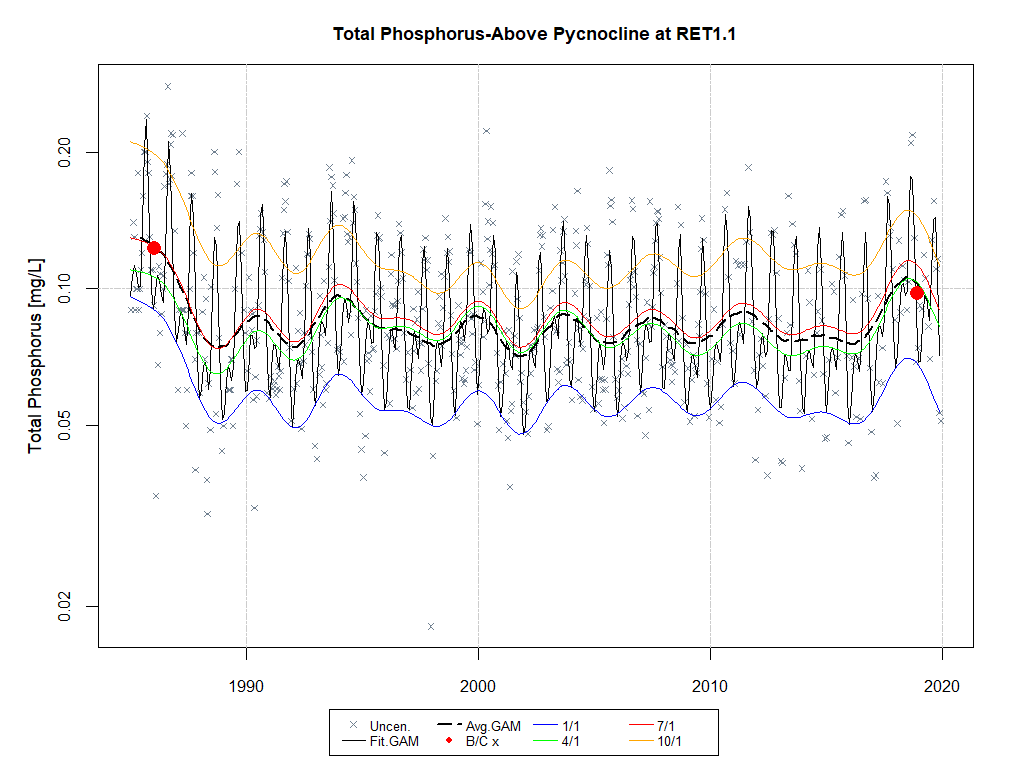 Total Phosphorus-Above Pycnocline at RET1.1
Total Phosphorus [mg/L]
0.20
0.10
0.05
0.02
1990 2000 2010 2020
Uncen. Avg.GAM 1/1 7/1
Fit.GAM B/C x 4/1 10/1